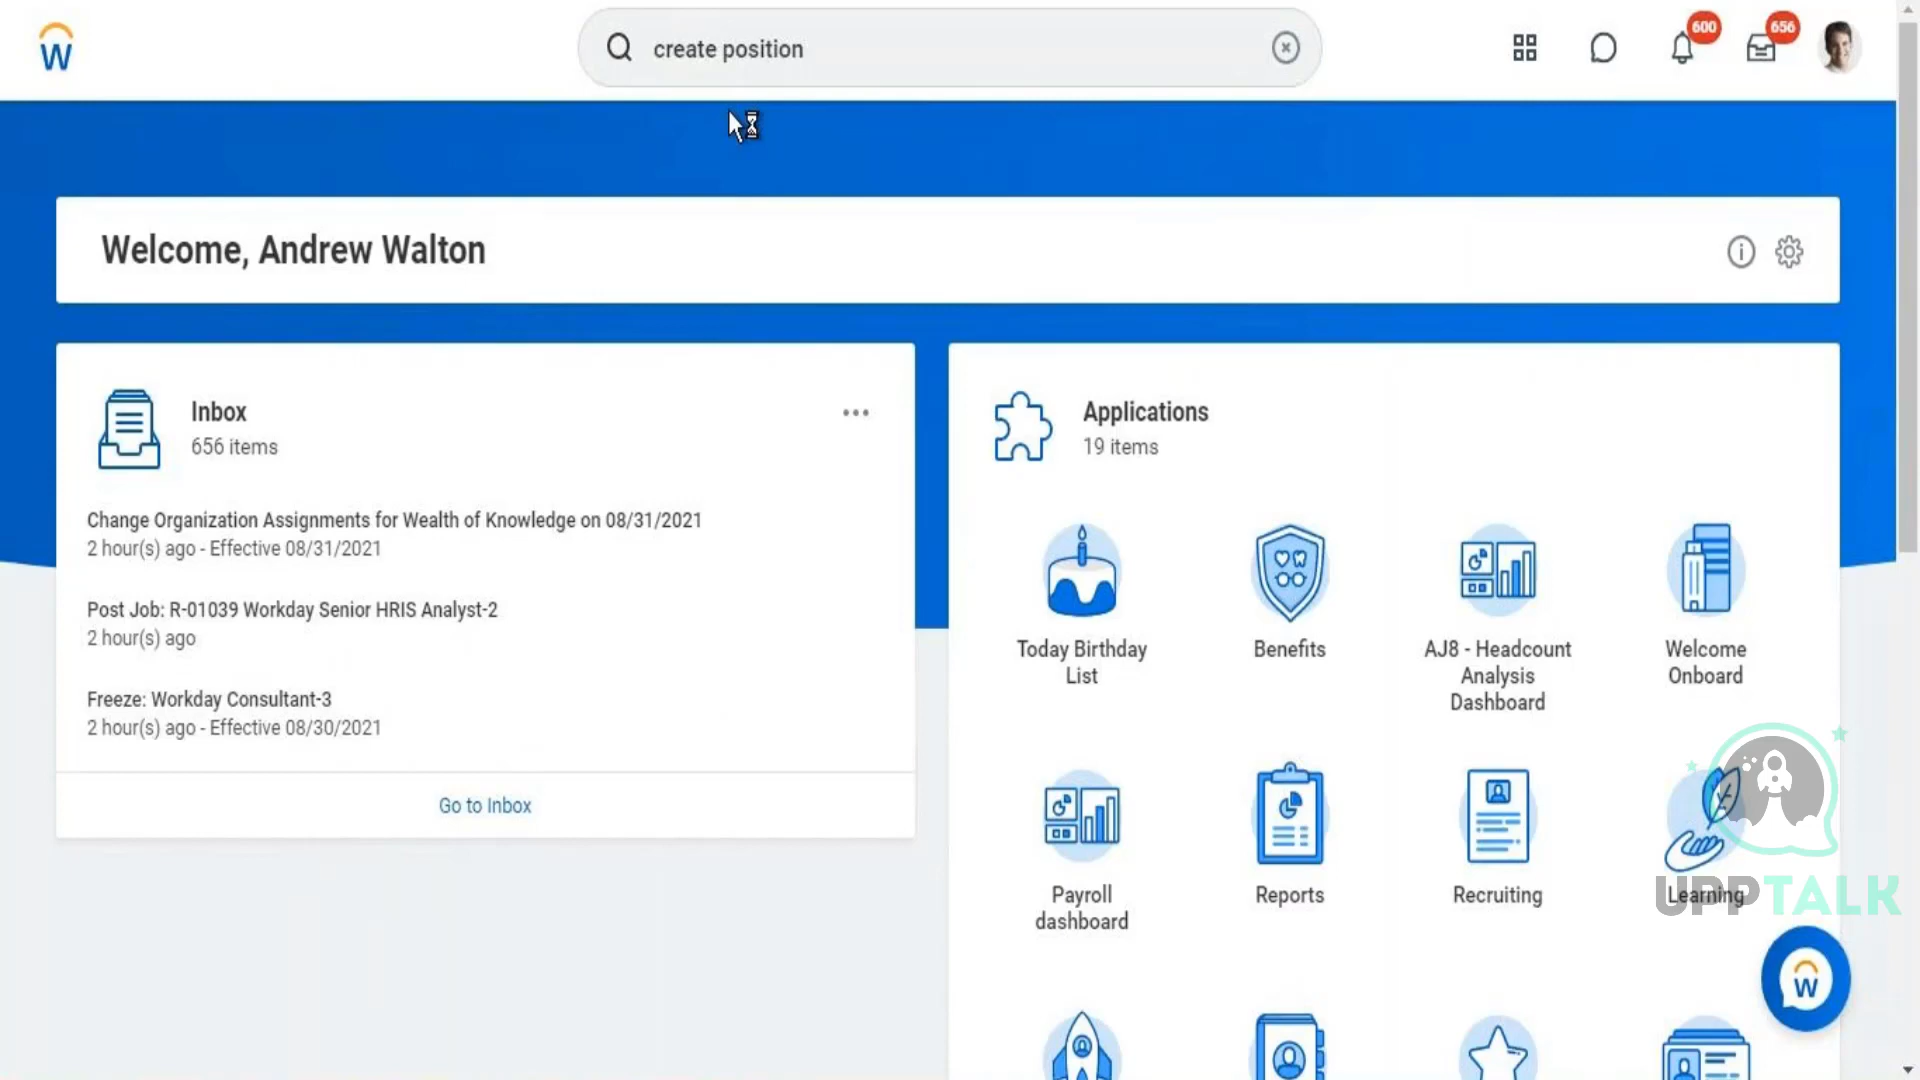 W
create position
600
656
Welcome, Andrew Walton
Inbox
656 items
Change Organization Assignments for Wealth of Knowledge on 08/31/2021
2 hour(s) ago - Effective 08/31/2021
Post Job: R-01039 Workday Senior HRIS Analyst-2
2 hour(s) ago
Freeze: Workday Consultant-3
2 hour(s) ago - Effective 08/30/2021
Go to Inbox
Applications
19 items
Today Birthday
List
Benefits
AJ8 - Headcount
Analysis
Dashboard
Welcome
Onboard
Payroll
dashboard
Reports
Recruiting
Learning
UPPTALK
W